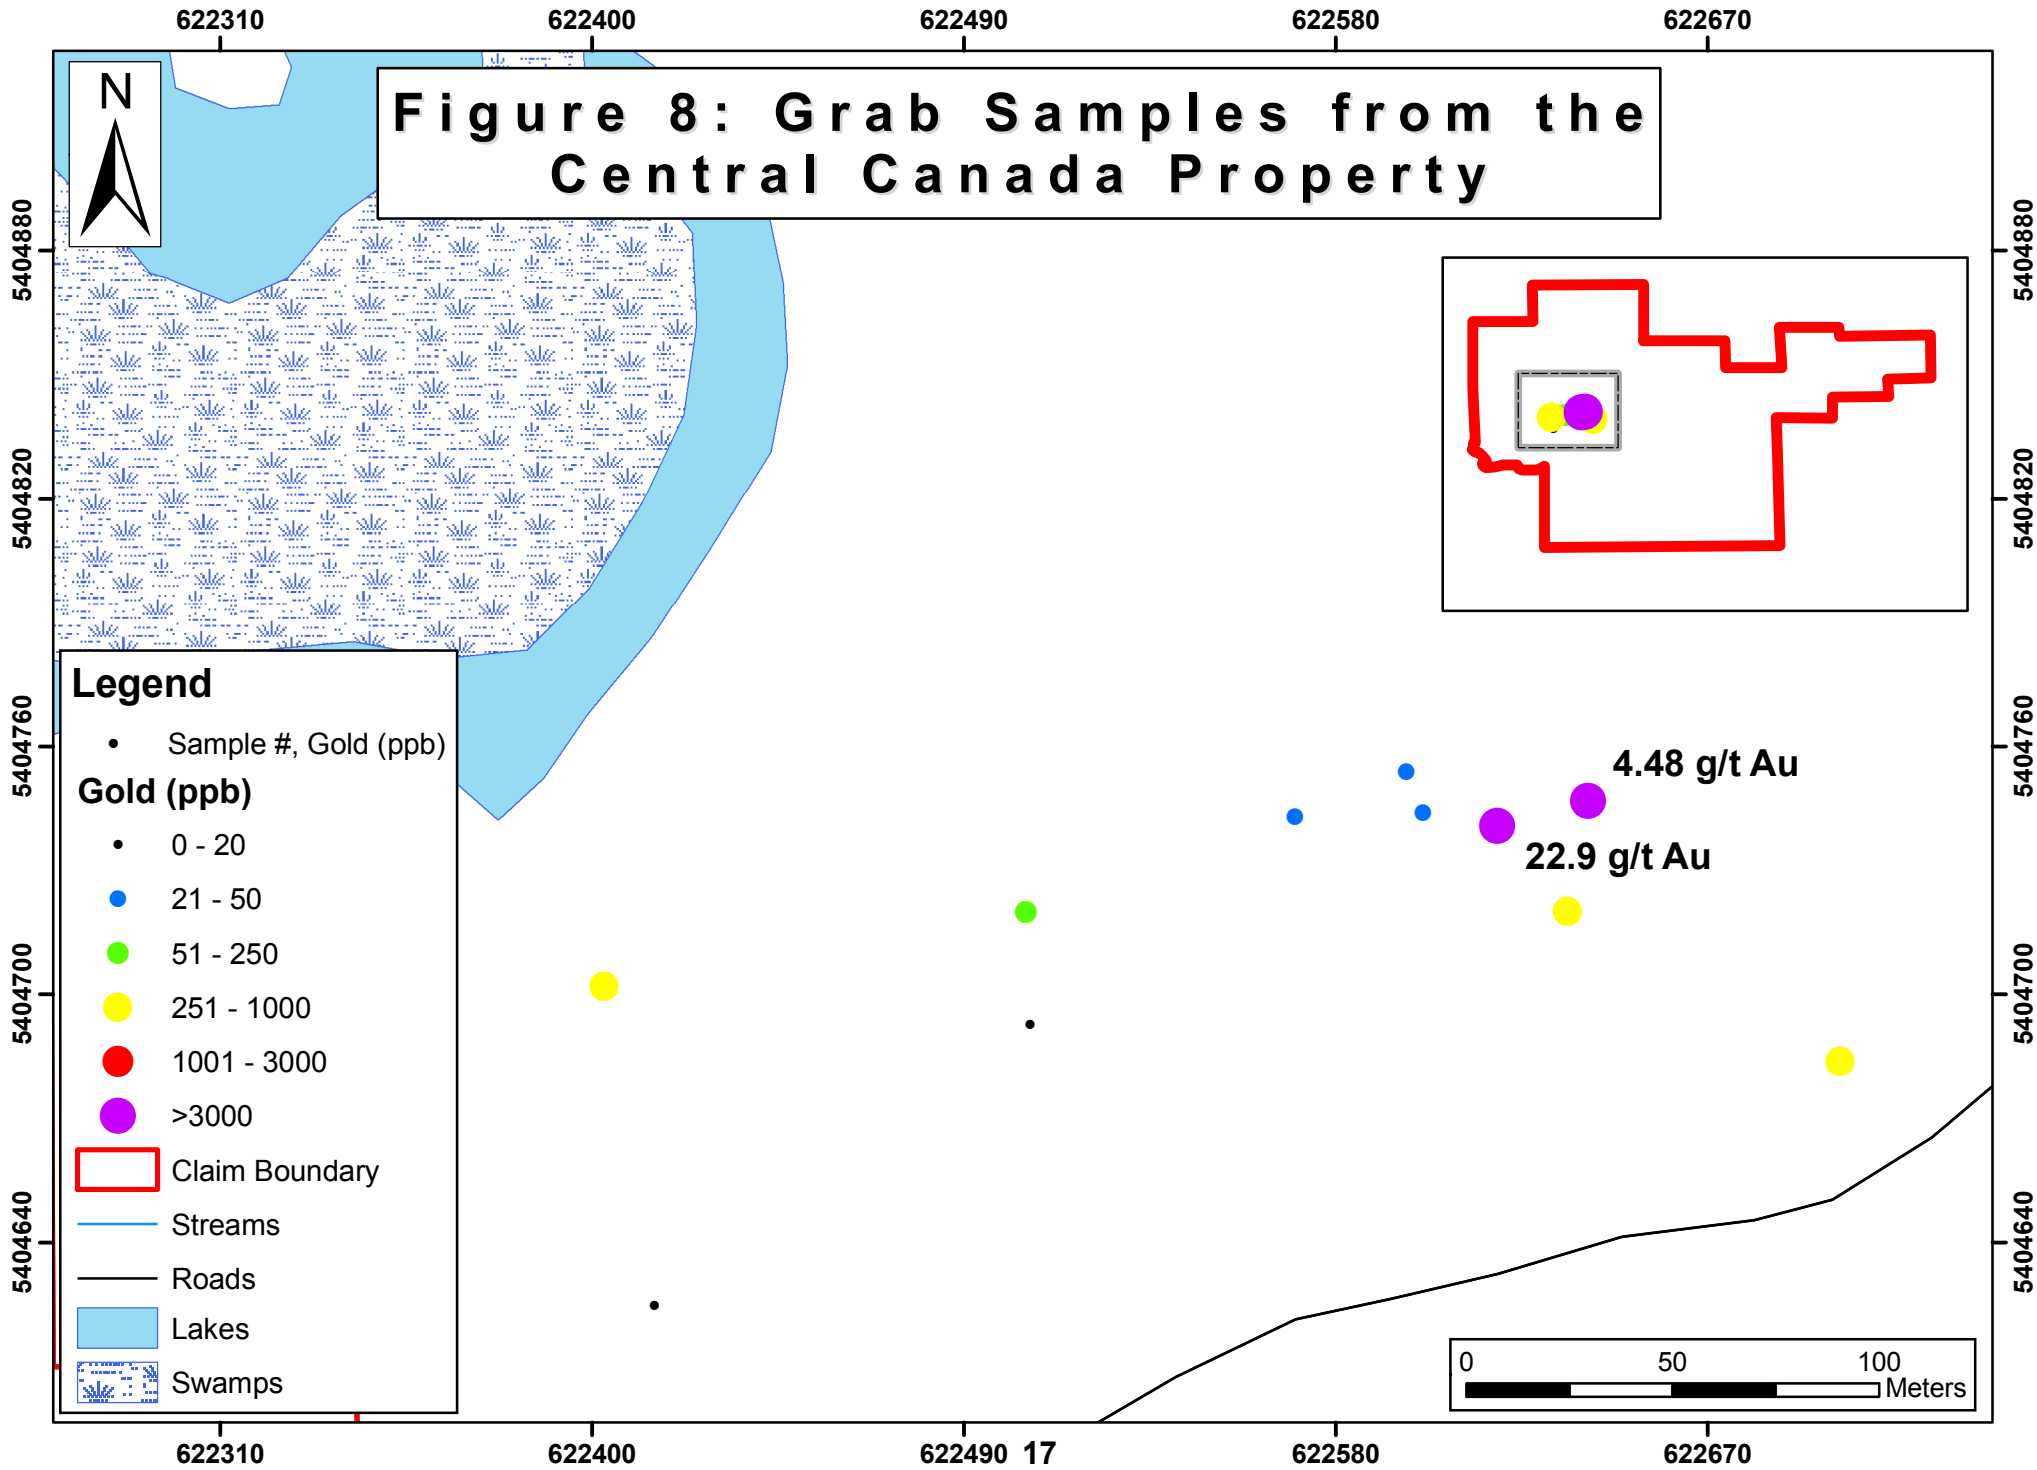 622310 622400 622490 622580 622670
N
Figure 8: Grab Samples from the
Central Canada Property
5404880 5404880
5404820 5404820
5404760 5404760
5404700 5404700
5404640 5404640
4.48 g/t Au
22.9 g/t Au
Legend
Sample #, Gold (ppb)
Gold (ppb)
0 - 20
21 - 50
51 - 250
251 - 1000
1001 - 3000
>3000
Claim Boundary
Streams
Roads
Lakes
Swamps
0 50 100
Meters
622310 622400 622490 17 622580 622670